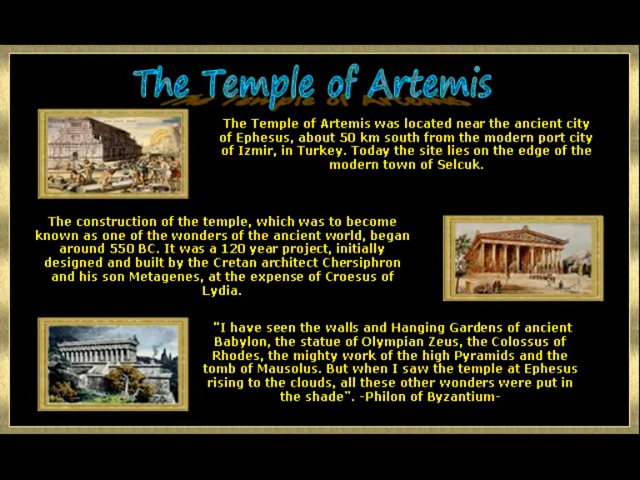 The Temple of Artemis
The Temple of Artemis was located near the ancient city
of Ephesus, about 50 km south from the modern port city
of Izmir, in Turkey. Today the site lies on the edge of the
modern town of Selcuk.
The construction of the temple, which was to become
known as one of the wonders of the ancient world, began
around 550 BC. It was a 120 year project, initially
designed and built by the Cretan architect Chersiphron
and his son Metagenes, at the expense of Croesus of
Lydia.
"I have seen the walls and Hanging Gardens of ancient
Babylon, the statue of Olympian Zeus, the Colossus of
Rhodes, the mighty work of the high Pyramids and the
tomb of Mausolus. But when I saw the temple at Ephesus
rising to the clouds, all these other wonders were put in
the shade". -Philon of Byzantium-